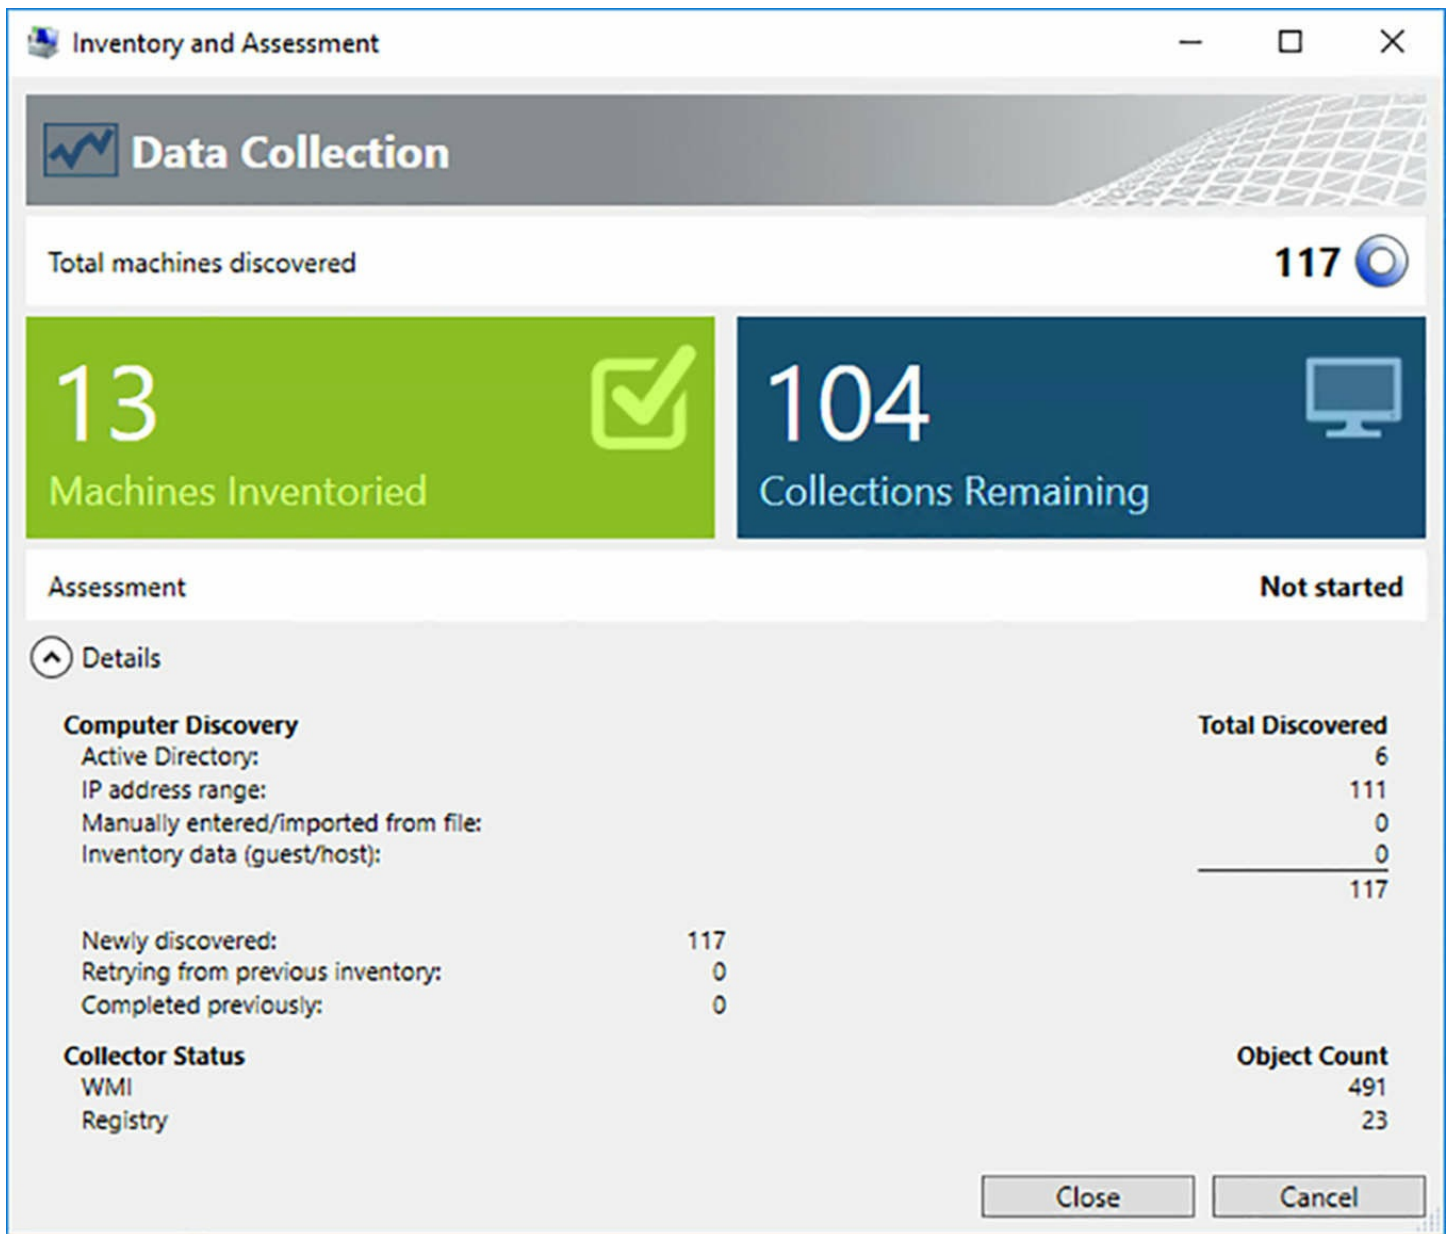 Inventory and Assessment
Data Collection
Total machines discovered 117
13
Machines Inventoried
104
Collections Remaining
Assessment Not started
Details
Computer Discovery Total Discovered
Active Directory: 6
IP address range: 111
Manually entered/imported from file: 0
Inventory data (guest/host): 0
117
Newly discovered: 117
Retrying from previous inventory: 0
Completed previously: 0
Collector Status Object Count
WMI 491
Registry 23
Close Cancel